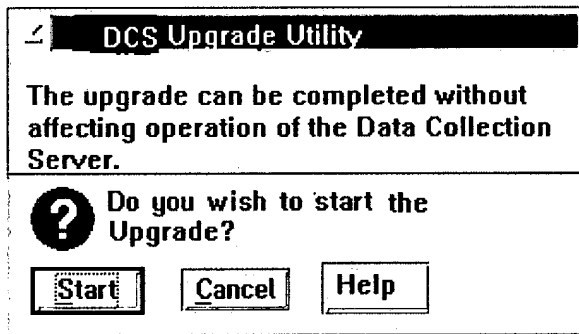 DCS Upgrade Utility
The upgrade can be completed without
affecting operation of the Data Collection
Server.
Do you wish to start the
Upgrade?
Start Cancel Help